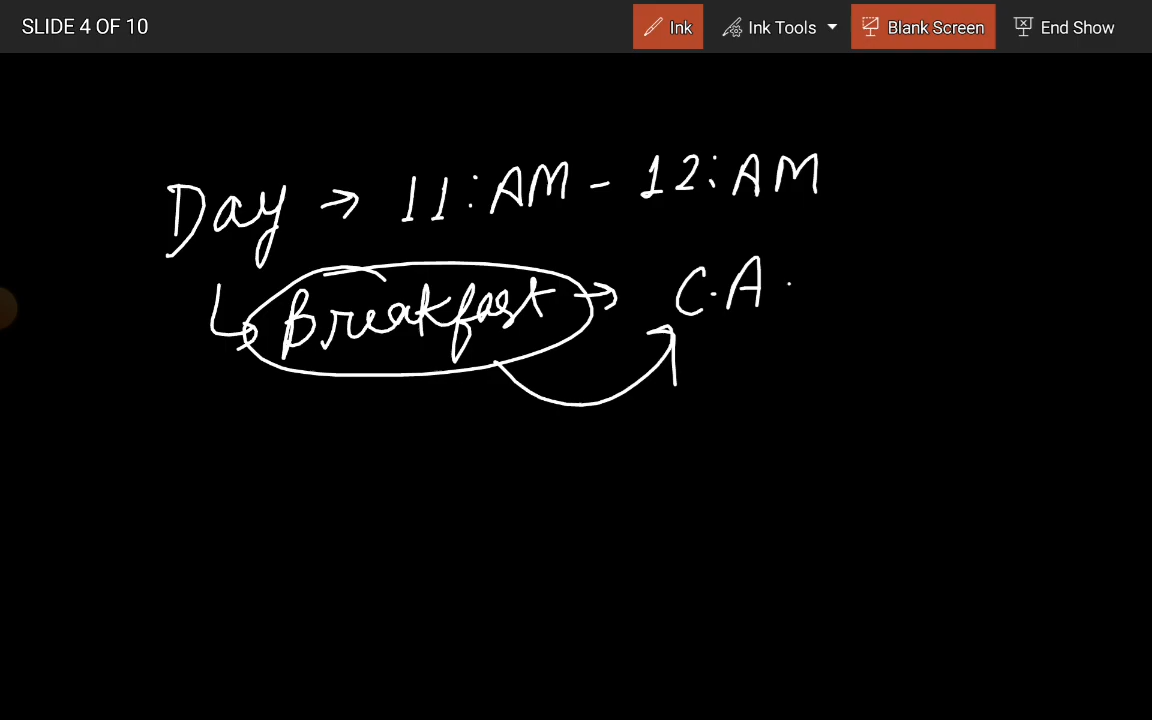 SLIDE 4 OF 10 Ink Ink Tools Blank Screen End Show
Day → 11:AM - 12:AM
↳ Breakfast → C.A.